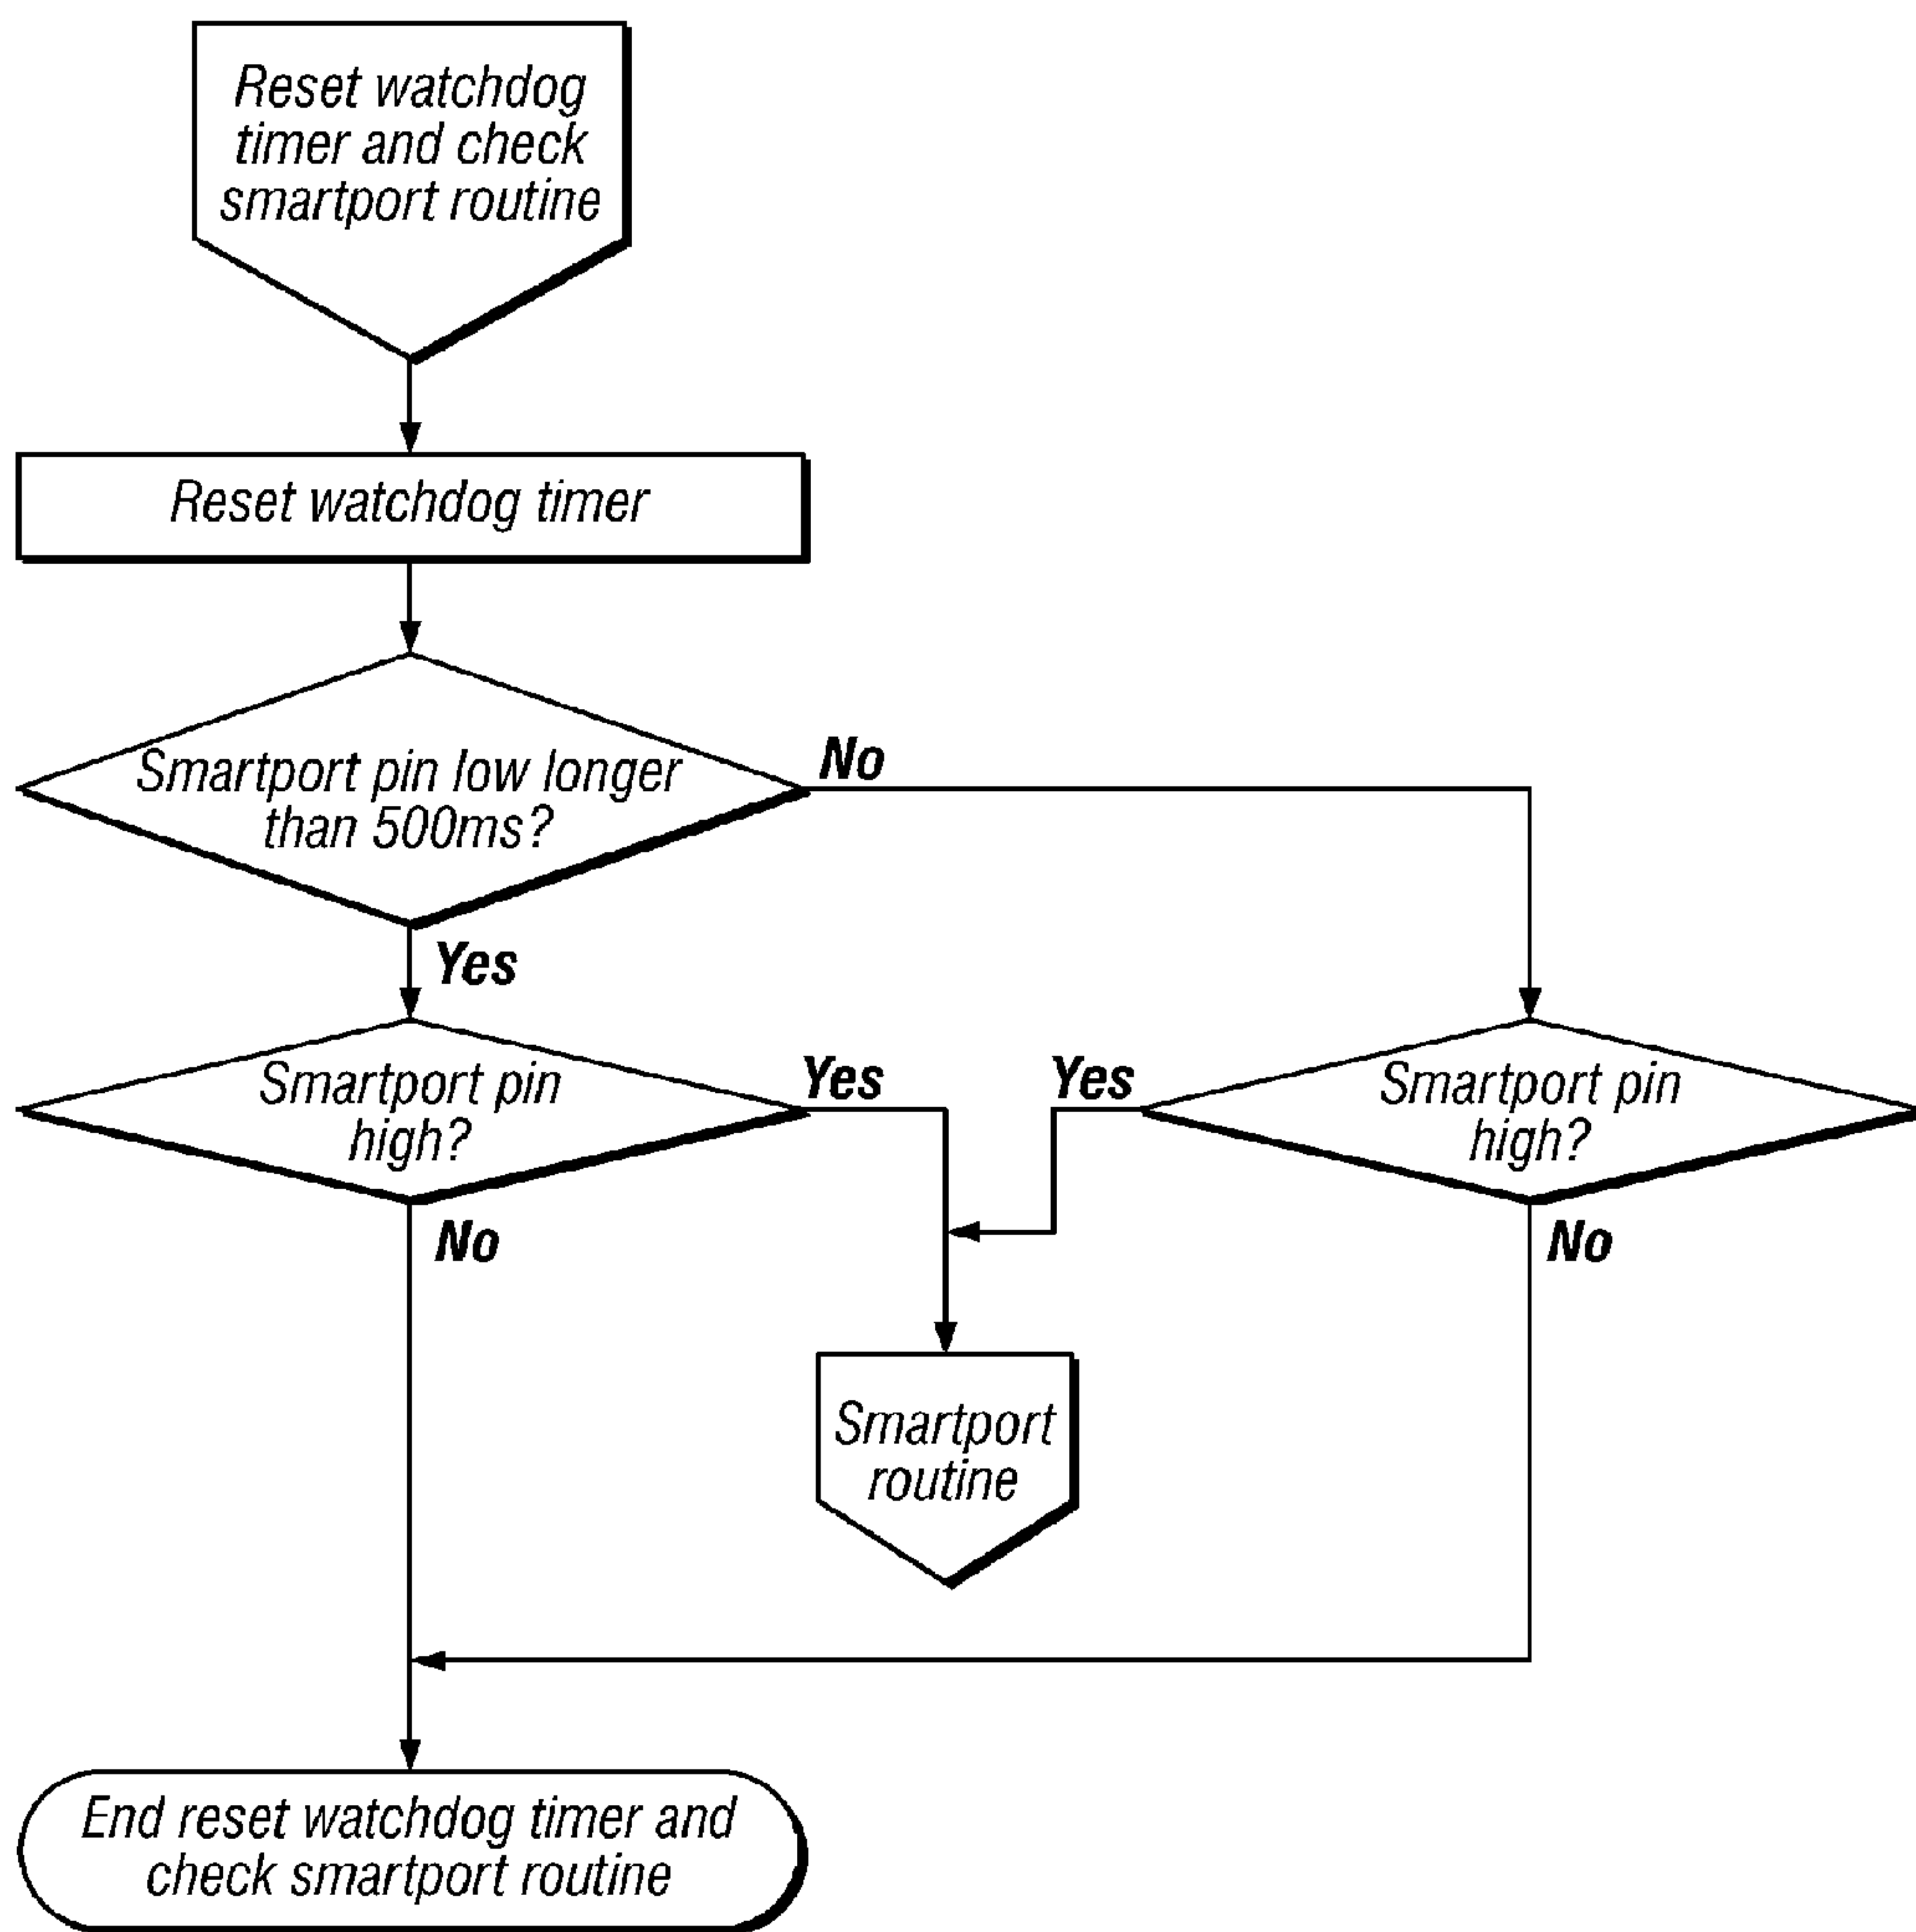 Reset watchdog
timer and check
smartport routine
Reset watchdog timer
Smartport pin low longer
than 500ms?
No
Yes
Smartport pin
high?
Yes
Yes
Smartport pin
high?
No
No
Smartport
routine
End reset watchdog timer and
check smartport routine